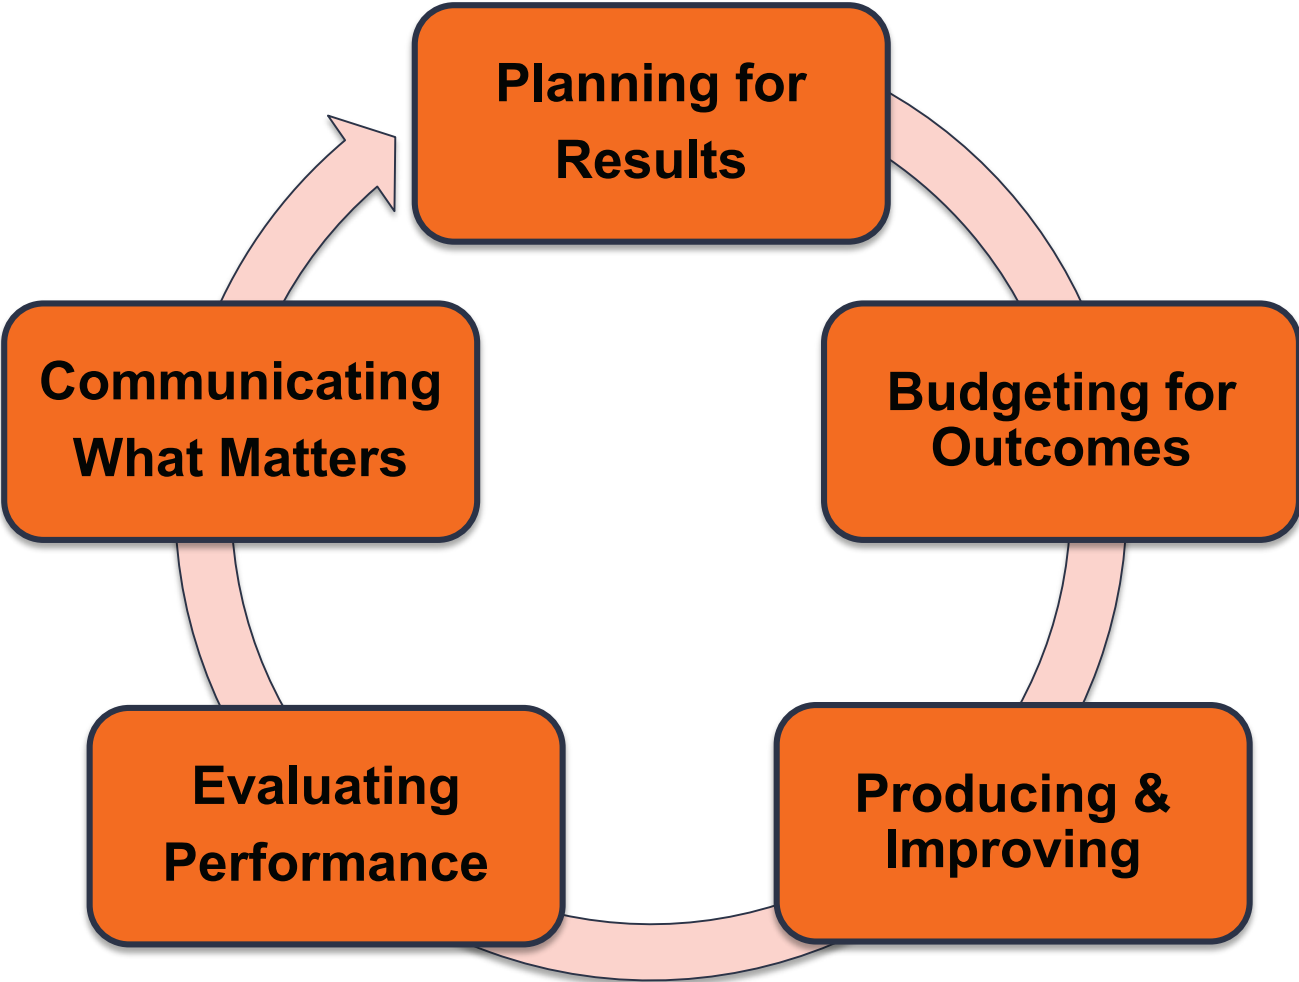 Planning for
Results
Budgeting for
Outcomes
Producing &
Improving
Evaluating
Performance
Communicating
What Matters